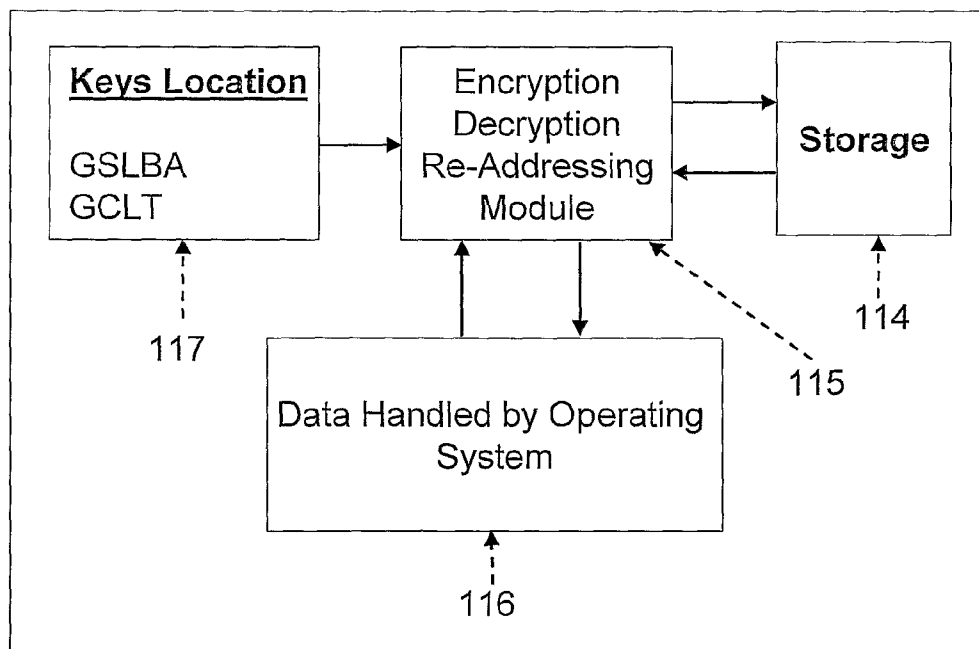 Keys Location
GSLBA
GCLT
Encryption
Decryption
Re-Addressing
Module
Storage
117
114
115
Data Handled by Operating
System
116